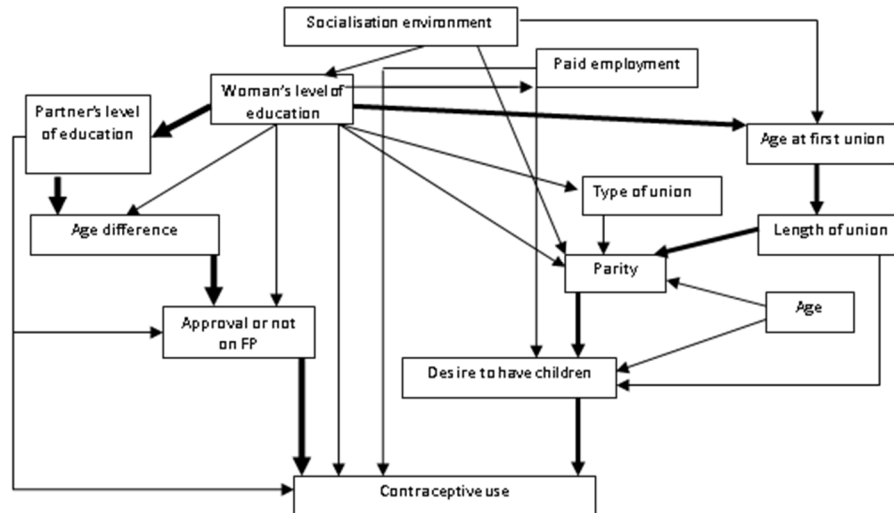 Socialisation environment
Paid employment
Woman's level of
education
Partner's level
of education
Age at first union
Type of union
Age difference
Length of union
Parity
Age
Approval or not
on FP
Desire to have children
Contraceptive use